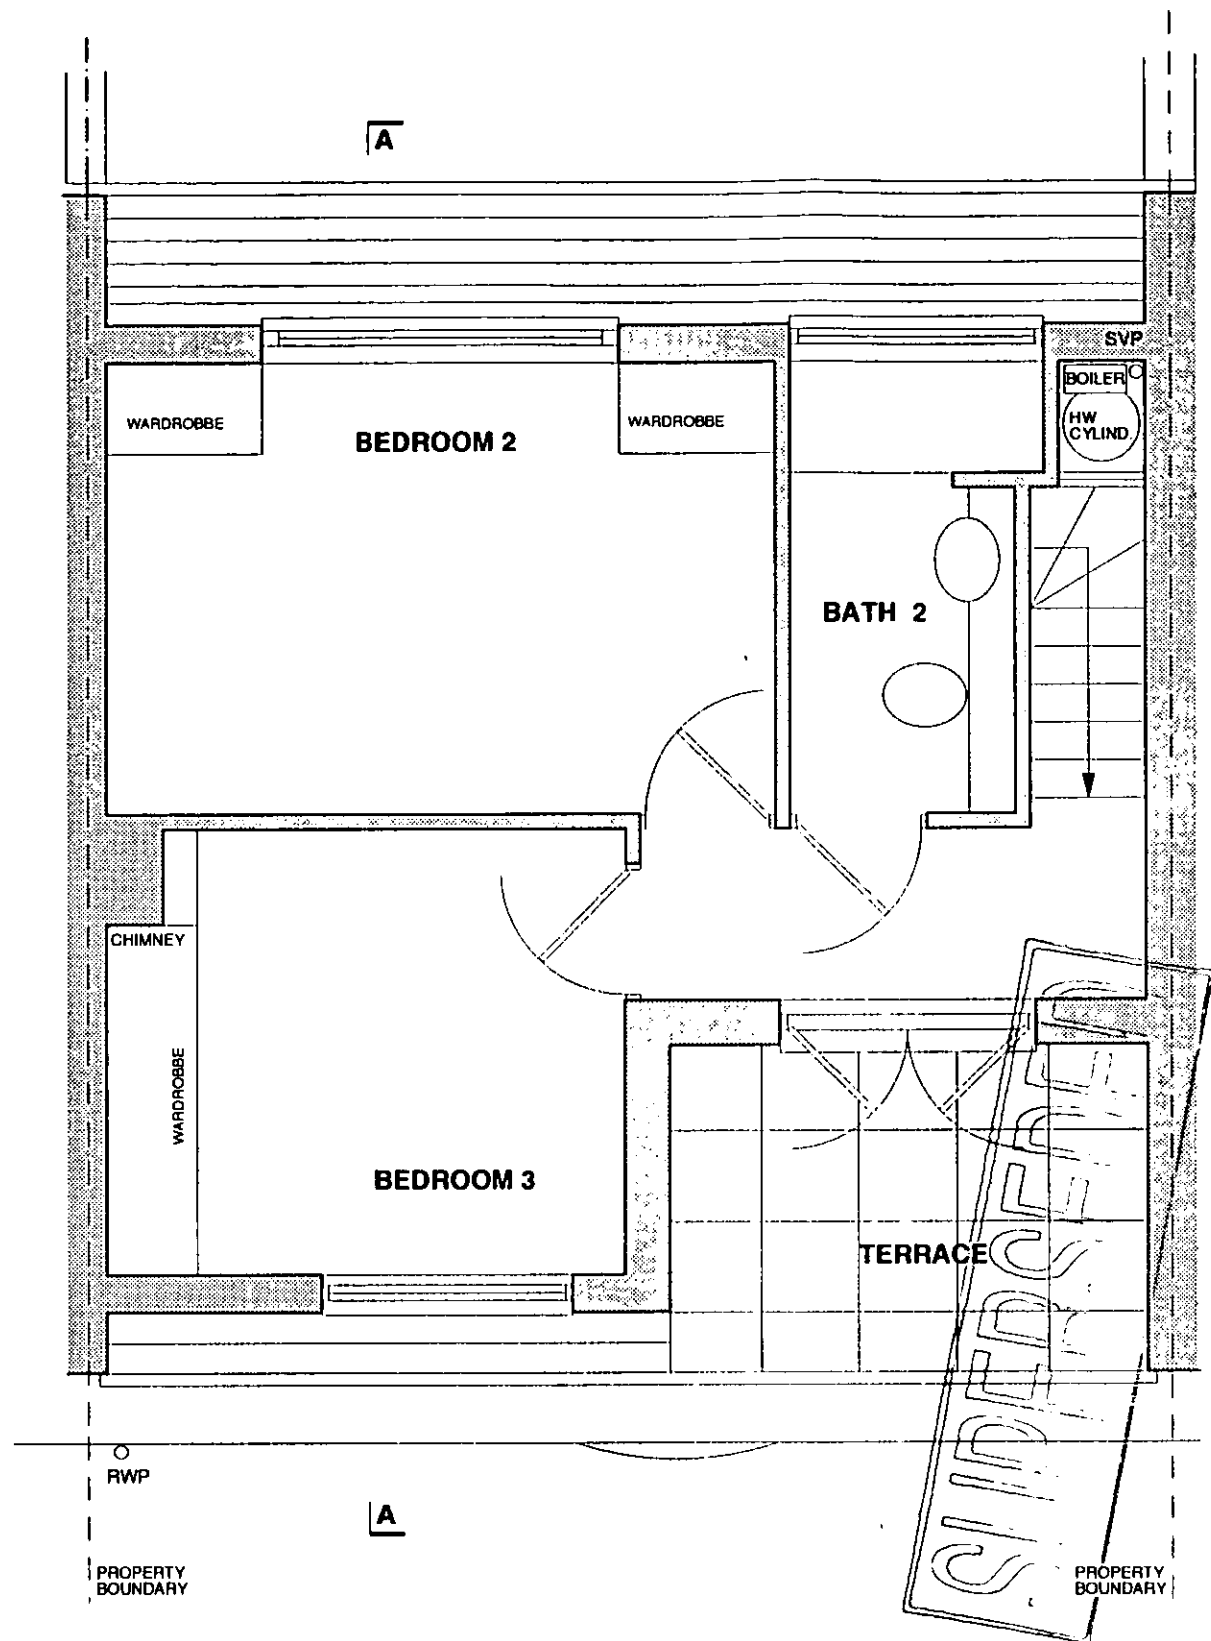 A
SVP
BOILER
HW
CYLIND.
WARDROBBE
BEDROOM 2
WARDROBBE
BATH 2
CHIMNEY
WARDROBBE
BEDROOM 3
TERRACE
SUPERSEDED
RWP
A
PROPERTY
BOUNDARY
PROPERTY
BOUNDARY